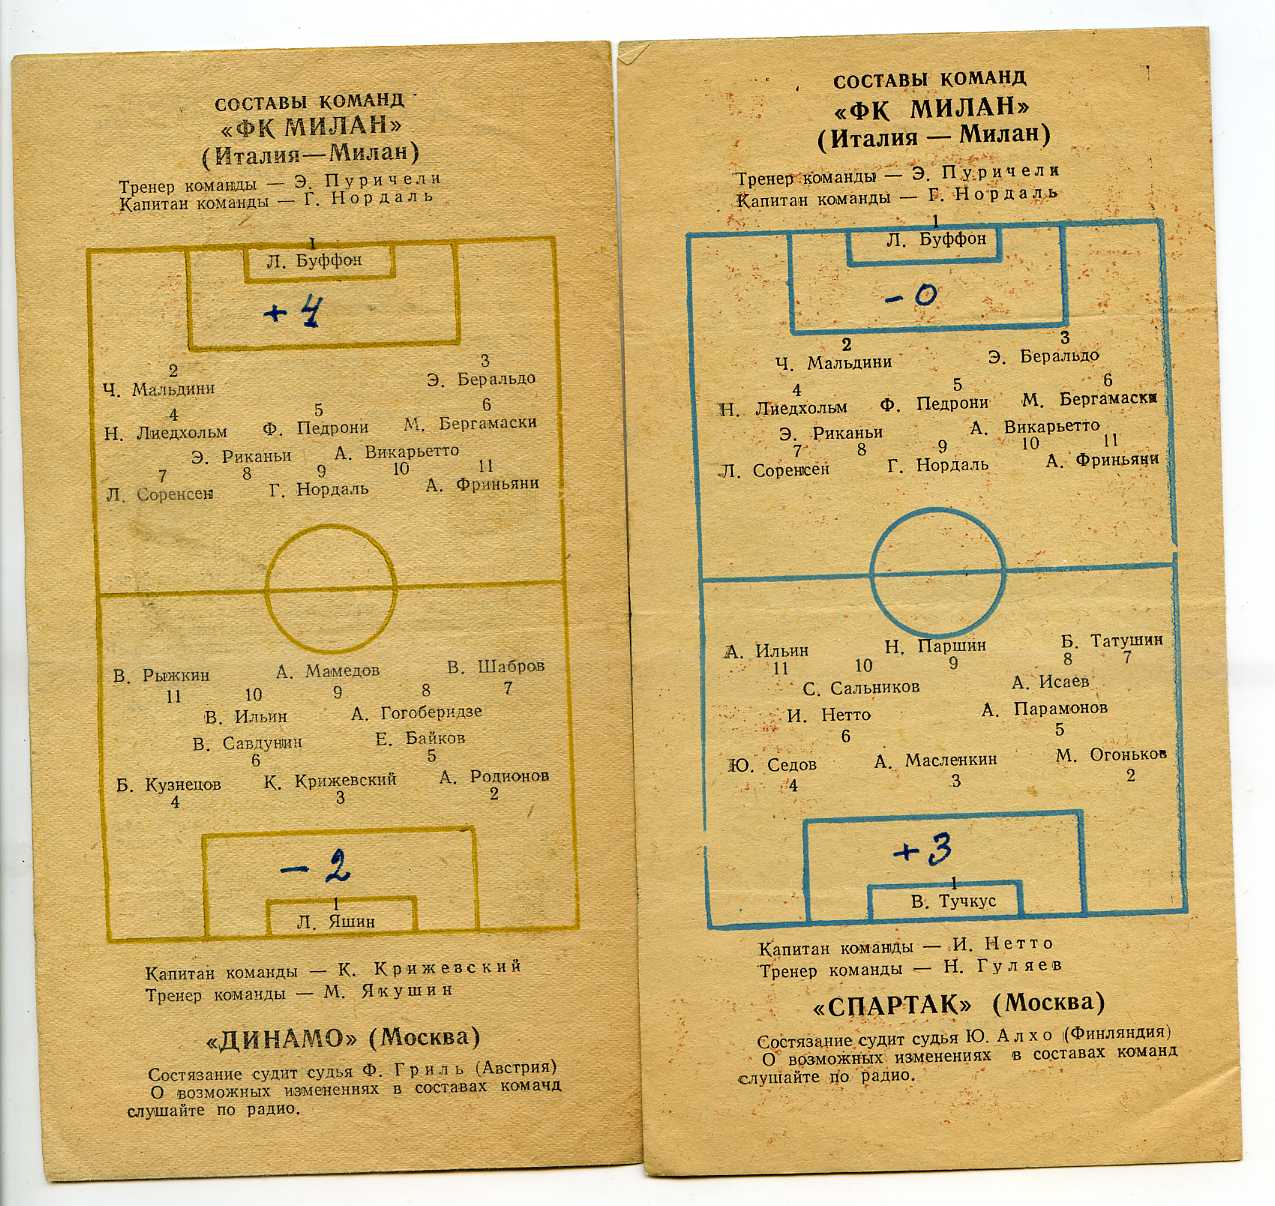 СОСТАВЫ КОМАНД
«ФК МИЛАН»
(Италия—Милан)
Тренер команды — Э. Пуричели
Капитан команды — Г. Нордаль
1
Л. Буффон
+4
2 3
Ч. Мальдини Э. Беральдо
4 5 6
Н. Лиедхольм Ф. Педрони М. Бергамаски
Э. Риканьи А. Викарьетто
7 8 9 10 11
Л. Соренсен Г. Нордаль А. Фриньяни
В. Рыжкин А. Мамедов В. Шабров
11 10 9 8 7
В. Ильин А. Гогоберидзе
В. Савдунин Е. Байков
6 5
Б. Кузнецов К. Крижевский А. Родионов
4 3 2
- 2
1
Л. Яшин
Капитан команды — К. Крижевский
Тренер команды — М. Якушин
«ДИНАМО» (Москва)
Состязание судит судья Ф. Гриль (Австрия)
О возможных изменениях в составах команд
слушайте по радио.
СОСТАВЫ КОМАНД
«ФК МИЛАН»
(Италия — Милан)
Тренер команды — Э. Пуричели
Капитан команды — Г. Нордаль
1
Л. Буффон
- 0
2 3
Ч. Мальдини Э. Беральдо
4 5 6
Н. Лиедхольм Ф. Педрони М. Бергамаски
Э. Риканьи А. Викарьетто
7 8 9 10 11
Л. Соренсен Г. Нордаль А. Фриньяни
А. Ильин Н. Паршин Б. Татушин
11 10 9 8 7
С. Сальников А. Исаев
И. Нетто А. Парамонов
6 5
Ю. Седов А. Масленкин М. Огоньков
4 3 2
+3
1
В. Тучкус
Капитан команды — И. Нетто
Тренер команды — Н. Гуляев
«СПАРТАК» (Москва)
Состязание судит судья Ю. Алхо (Финляндия)
О возможных изменениях в составах команд
слушайте по радио.